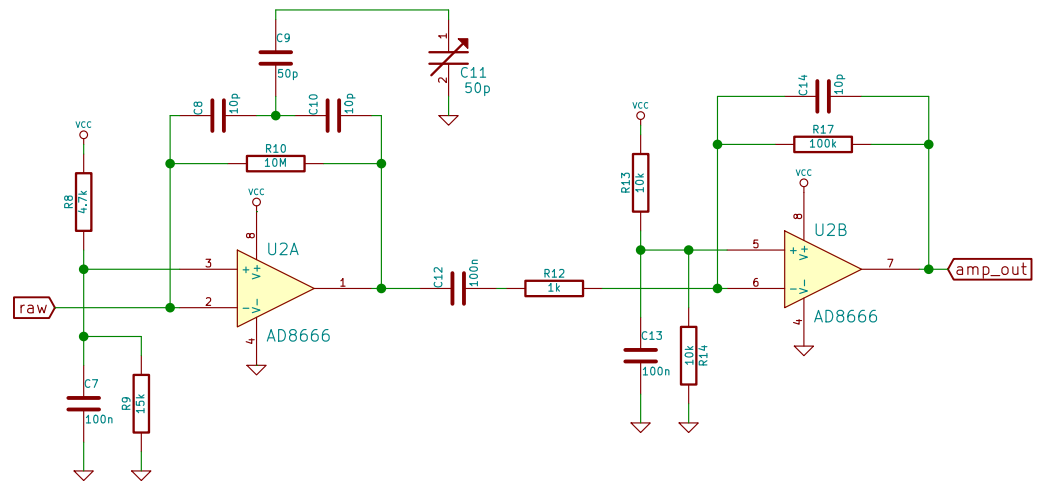 C9
50p
1
2
C11
50p
C8
10p
C10
10p
R10
10M
VCC
R8
4.7k
VCC
8
U2A
3
+
V+
2
-
V-
1
4
AD8666
raw
C7
100n
R9
15k
C12
100n
R12
1k
VCC
R13
10k
C13
100n
10k
R14
C14
10p
R17
100k
VCC
8
U2B
5
+
V+
6
-
V-
7
4
AD8666
amp_out